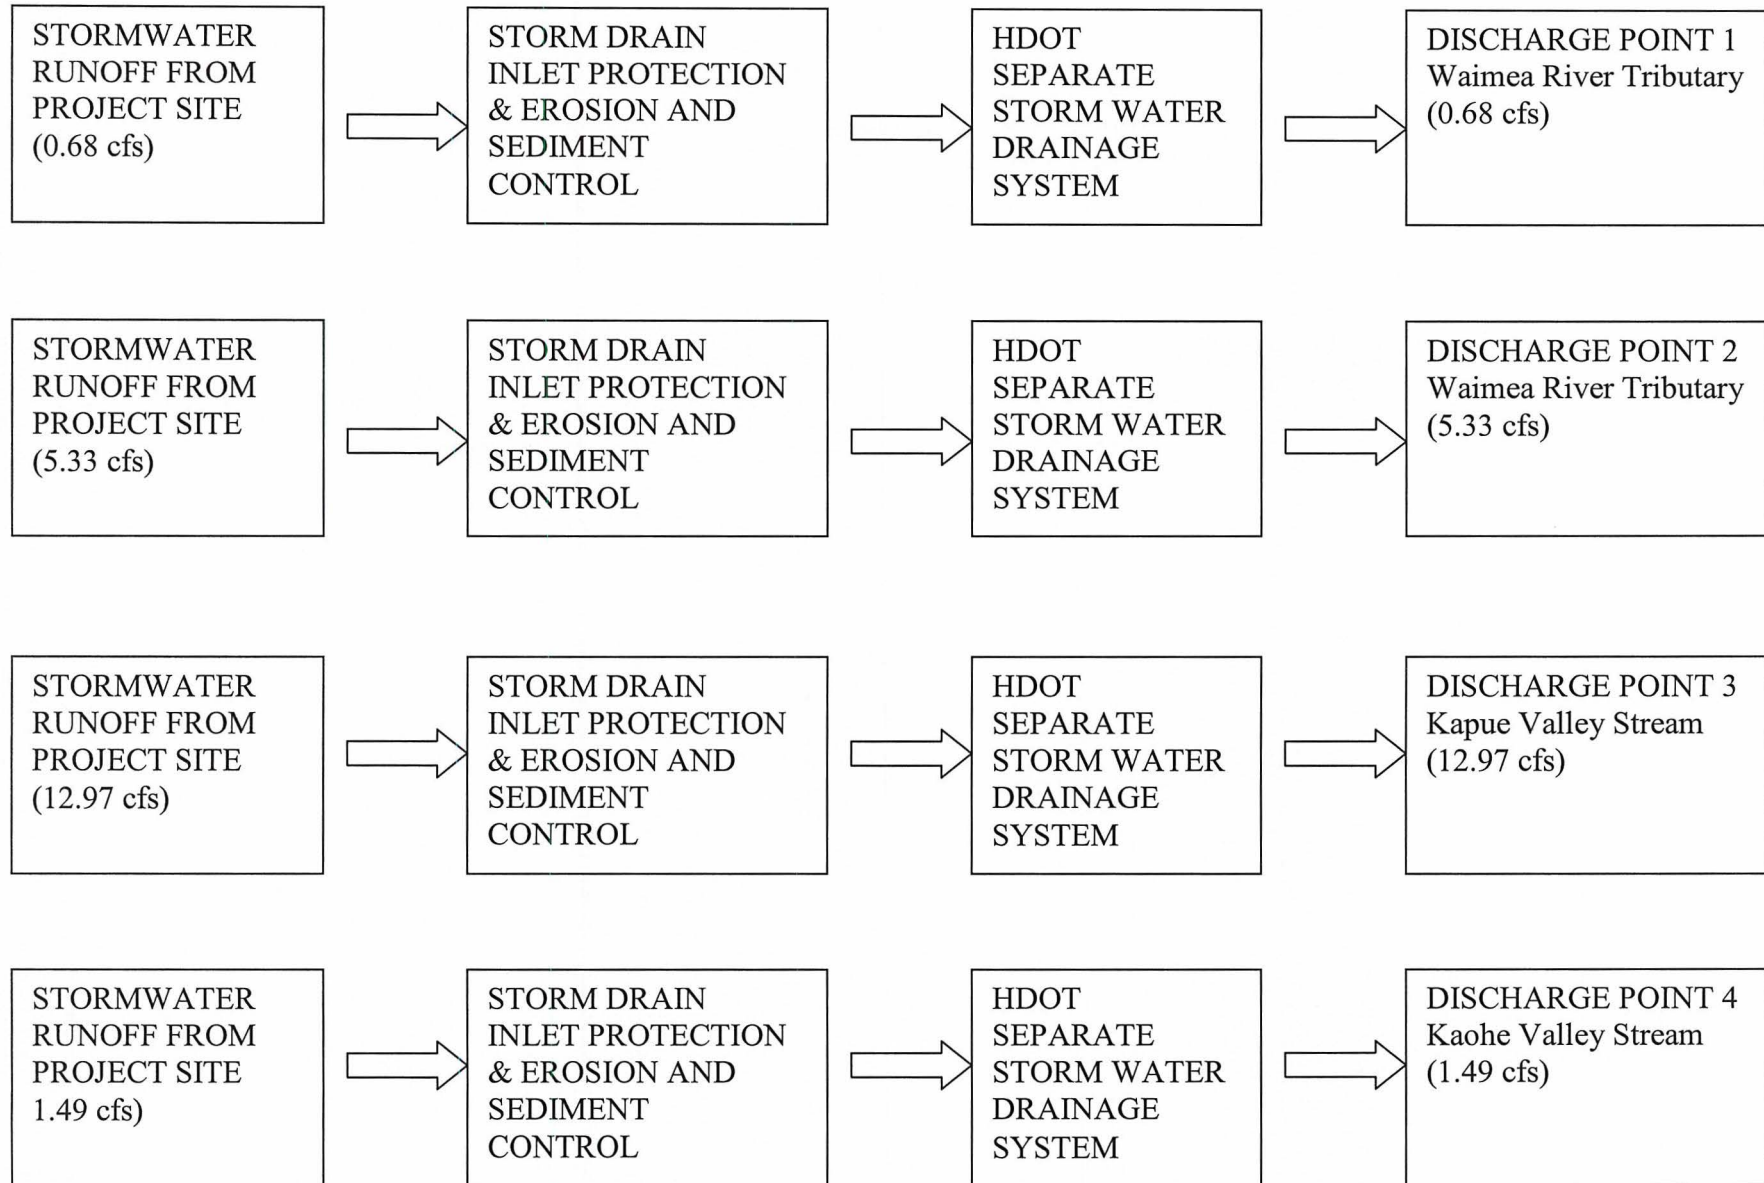 STORMWATER
RUNOFF FROM
PROJECT SITE
(0.68 cfs)
STORM DRAIN
INLET PROTECTION
& EROSION AND
SEDIMENT
CONTROL
HDOT
SEPARATE
STORM WATER
DRAINAGE
SYSTEM
DISCHARGE POINT 1
Waimea River Tributary
(0.68 cfs)
STORMWATER
RUNOFF FROM
PROJECT SITE
(5.33 cfs)
STORM DRAIN
INLET PROTECTION
& EROSION AND
SEDIMENT
CONTROL
HDOT
SEPARATE
STORM WATER
DRAINAGE
SYSTEM
DISCHARGE POINT 2
Waimea River Tributary
(5.33 cfs)
STORMWATER
RUNOFF FROM
PROJECT SITE
(12.97 cfs)
STORM DRAIN
INLET PROTECTION
& EROSION AND
SEDIMENT
CONTROL
HDOT
SEPARATE
STORM WATER
DRAINAGE
SYSTEM
DISCHARGE POINT 3
Kapue Valley Stream
(12.97 cfs)
STORMWATER
RUNOFF FROM
PROJECT SITE
1.49 cfs)
STORM DRAIN
INLET PROTECTION
& EROSION AND
SEDIMENT
CONTROL
HDOT
SEPARATE
STORM WATER
DRAINAGE
SYSTEM
DISCHARGE POINT 4
Kaohe Valley Stream
(1.49 cfs)